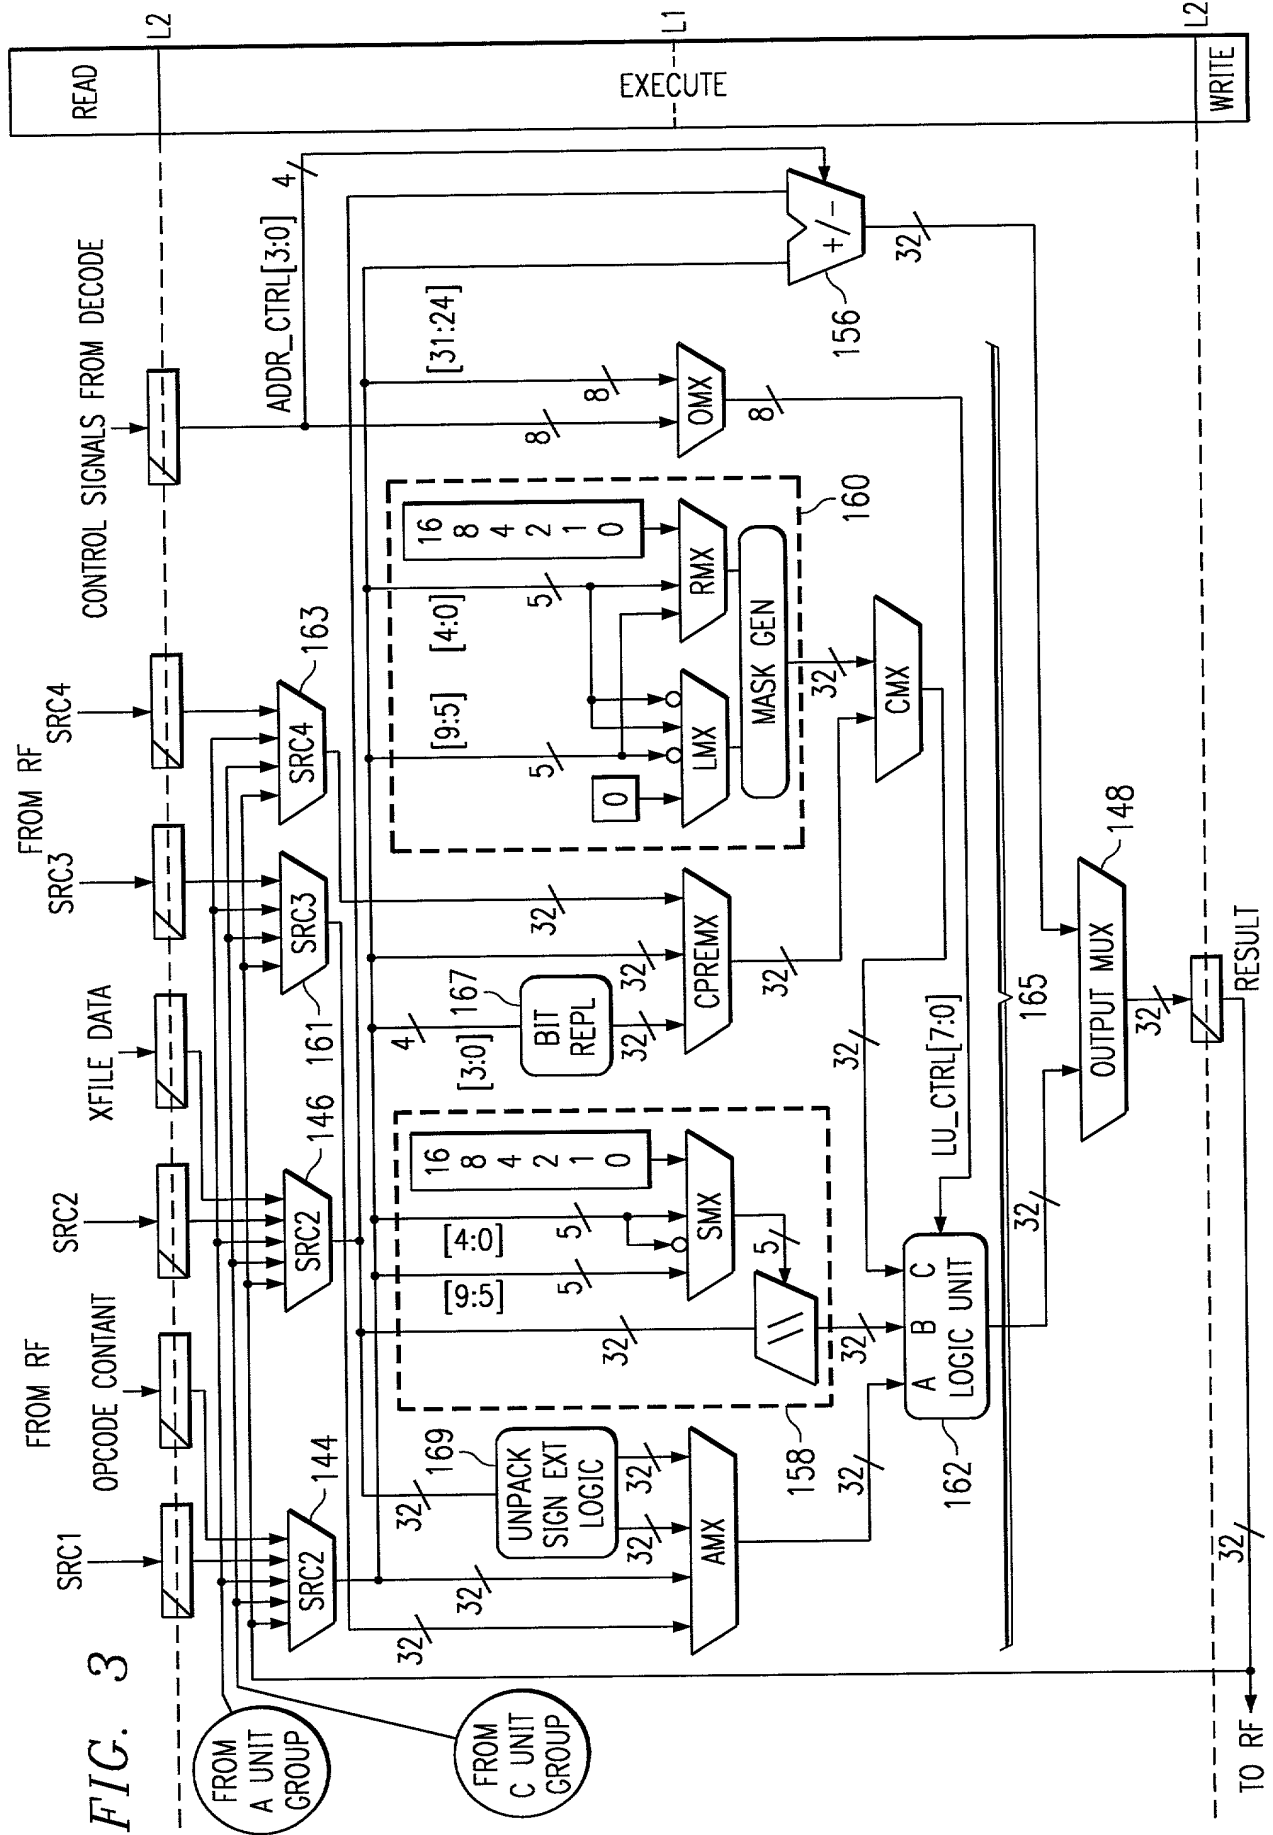 FIG. 3
READ
EXECUTE
WRITE
L2
L1
L2
FROM RF
SRC1
OPCODE CONTANT
SRC2
XFILE DATA
FROM RF
SRC3
SRC4
CONTROL SIGNALS FROM DECODE
FROM
A UNIT
GROUP
FROM
C UNIT
GROUP
SRC2
144
SRC2
146
SRC3
161
SRC4
163
ADDR_CTRL[3:0]
4
32
32
32
UNPACK
SIGN EXT
LOGIC
169
32
32
AMX
32
[9:5]
[4:0]
5
5
16
8
4
2
1
0
SMX
5
32
\\
32
158
4
[3:0]
BIT
REPL
167
32
32
32
CPREMX
32
[9:5]
[4:0]
5
5
0
16
8
4
2
1
0
LMX
RMX
MASK GEN
160
32
CMX
32
[31:24]
8
8
OMX
8
+/-
156
32
LU_CTRL[7:0]
A B C
LOGIC UNIT
162
32
165
OUTPUT MUX
148
32
RESULT
32
TO RF